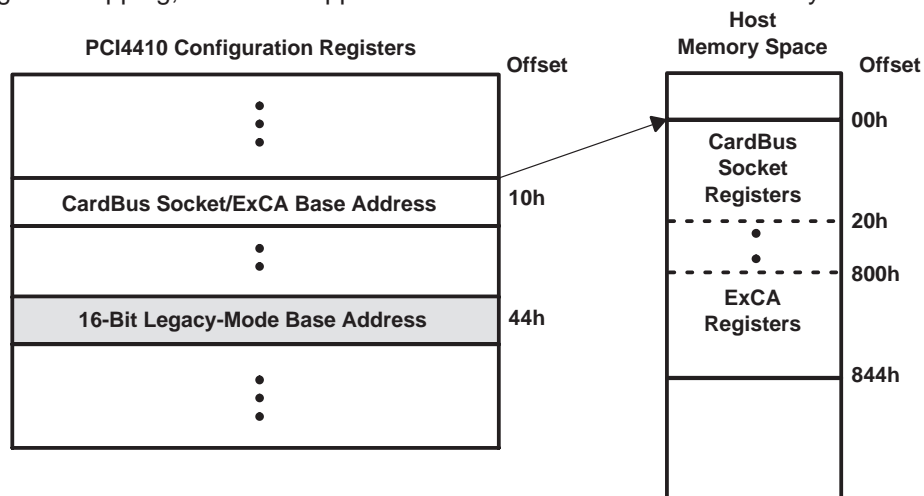 PCI4410 Configuration Registers
Offset
CardBus Socket/ExCA Base Address
10h
16-Bit Legacy-Mode Base Address
44h
Host
Memory Space
Offset
00h
CardBus
Socket
Registers
20h
800h
ExCA
Registers
844h